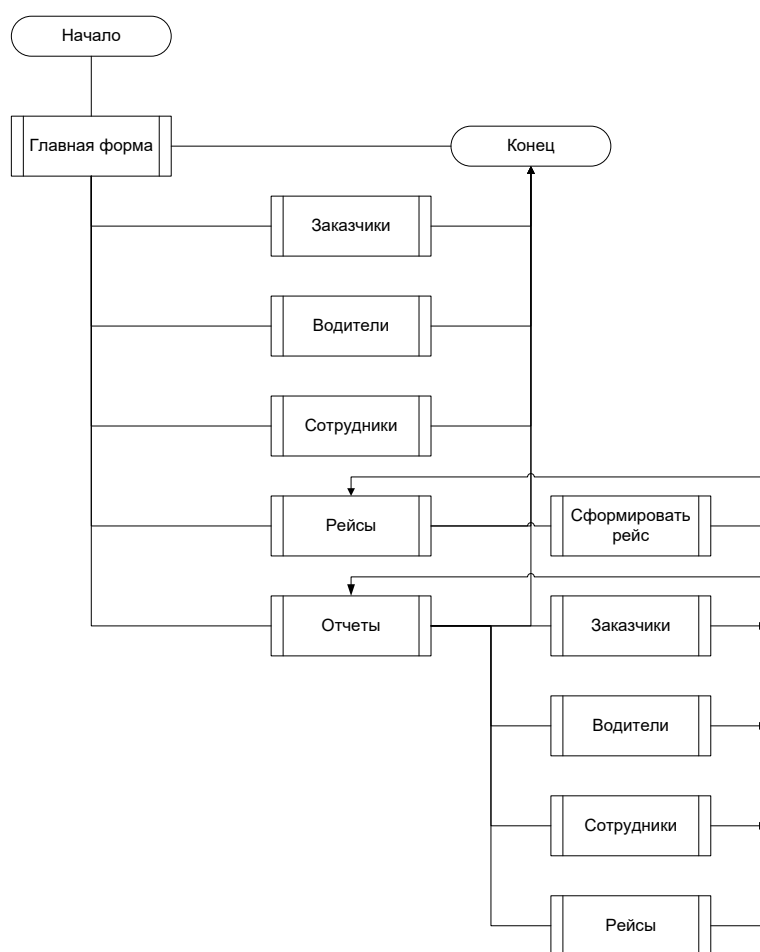 Начало
Главная форма
Конец
Заказчики
Водители
Сотрудники
Рейсы
Сформировать
рейс
Отчеты
Заказчики
Водители
Сотрудники
Рейсы